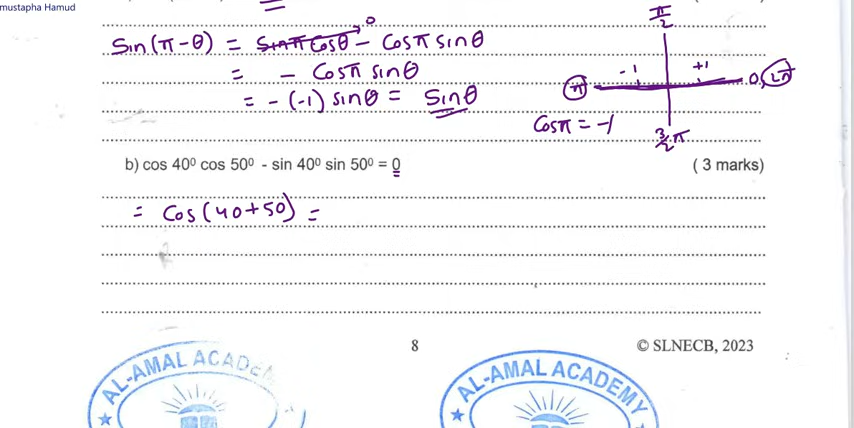 mustapha Hamud
Sin(π-θ) = Sinπ Cosθ - Cosπ Sinθ
0
= - Cosπ Sinθ
= -(-1) Sinθ = Sinθ
π/2
-1 +1
π 0, 2π
Cosπ = -1
3/2 π
b) cos 40⁰ cos 50⁰ - sin 40⁰ sin 50⁰ = 0 ( 3 marks)
= Cos(40+50) =
8 © SLNECB, 2023
AL-AMAL ACADE
AL-AMAL ACADEMY